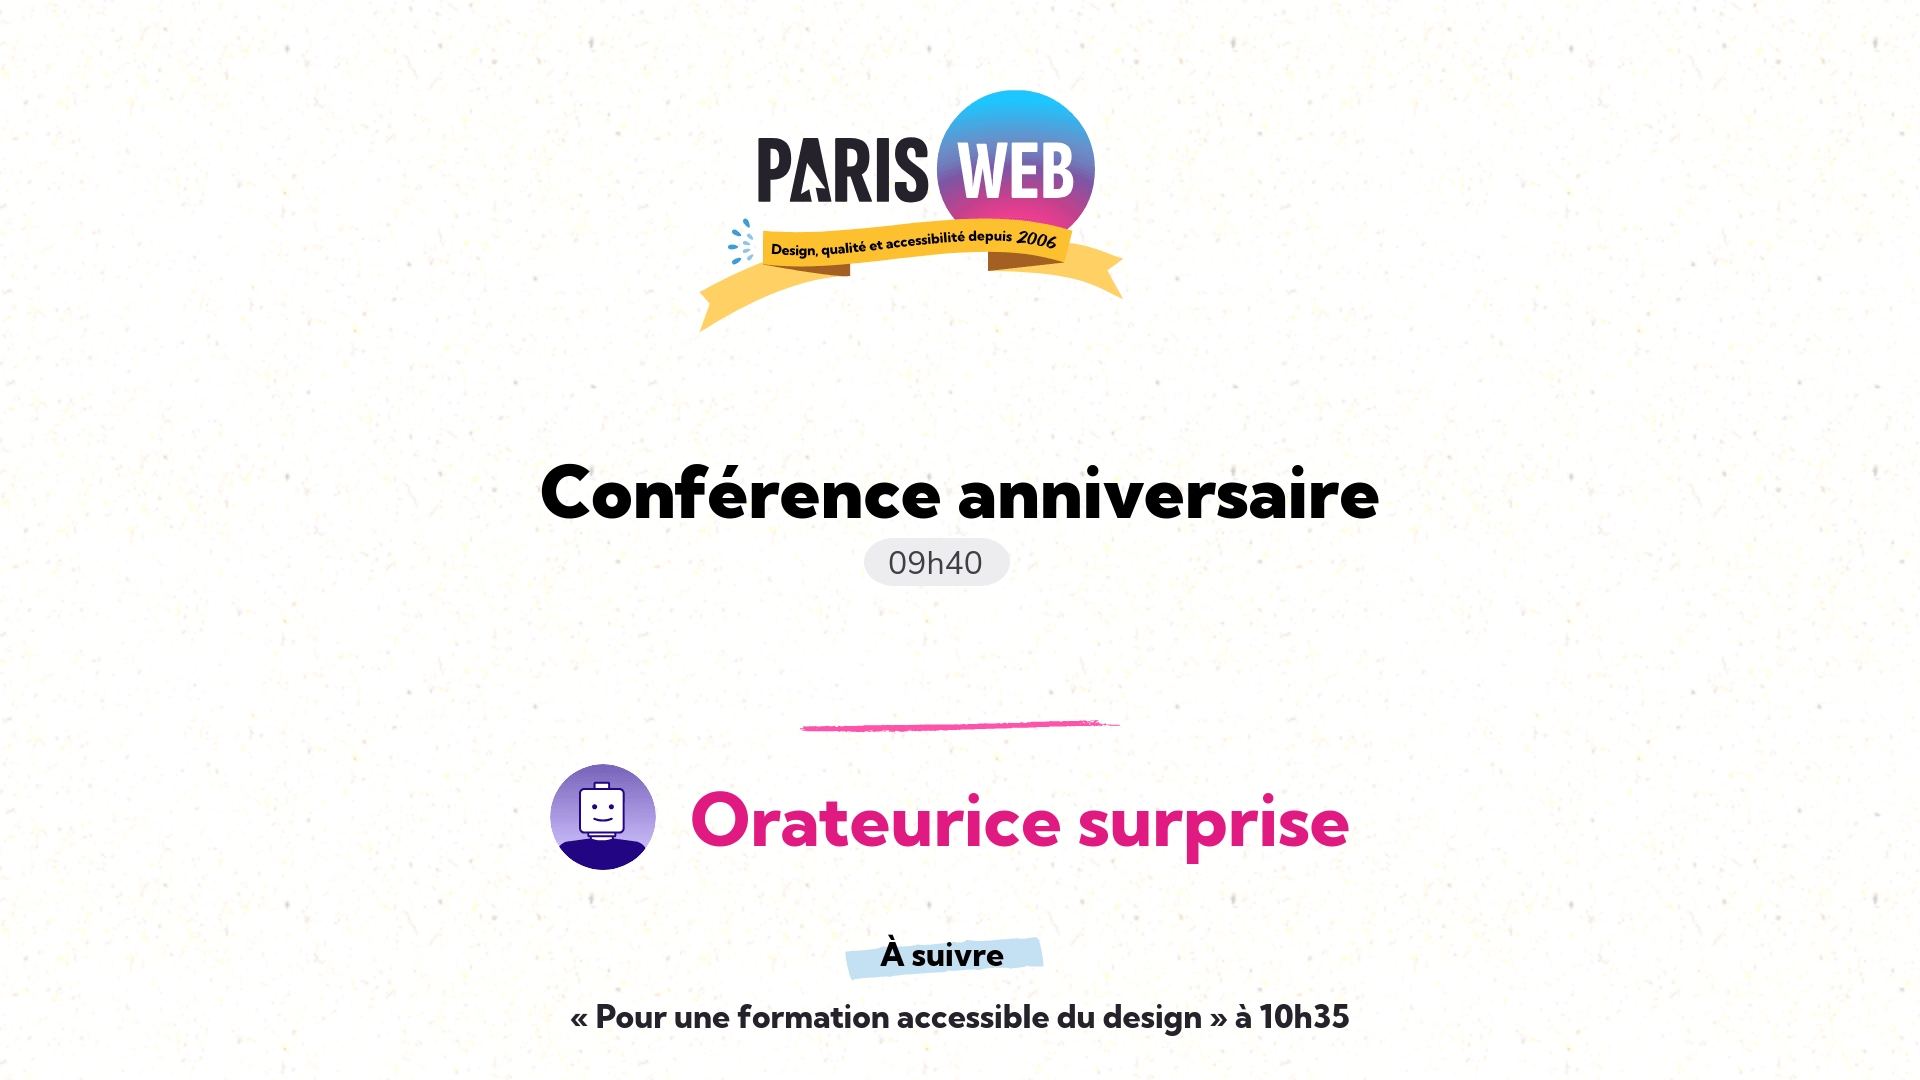 PARIS WEB
Design, qualité et accessibilité depuis 2006
Conférence anniversaire
09h40
Orateurice surprise
À suivre
« Pour une formation accessible du design » à 10h35